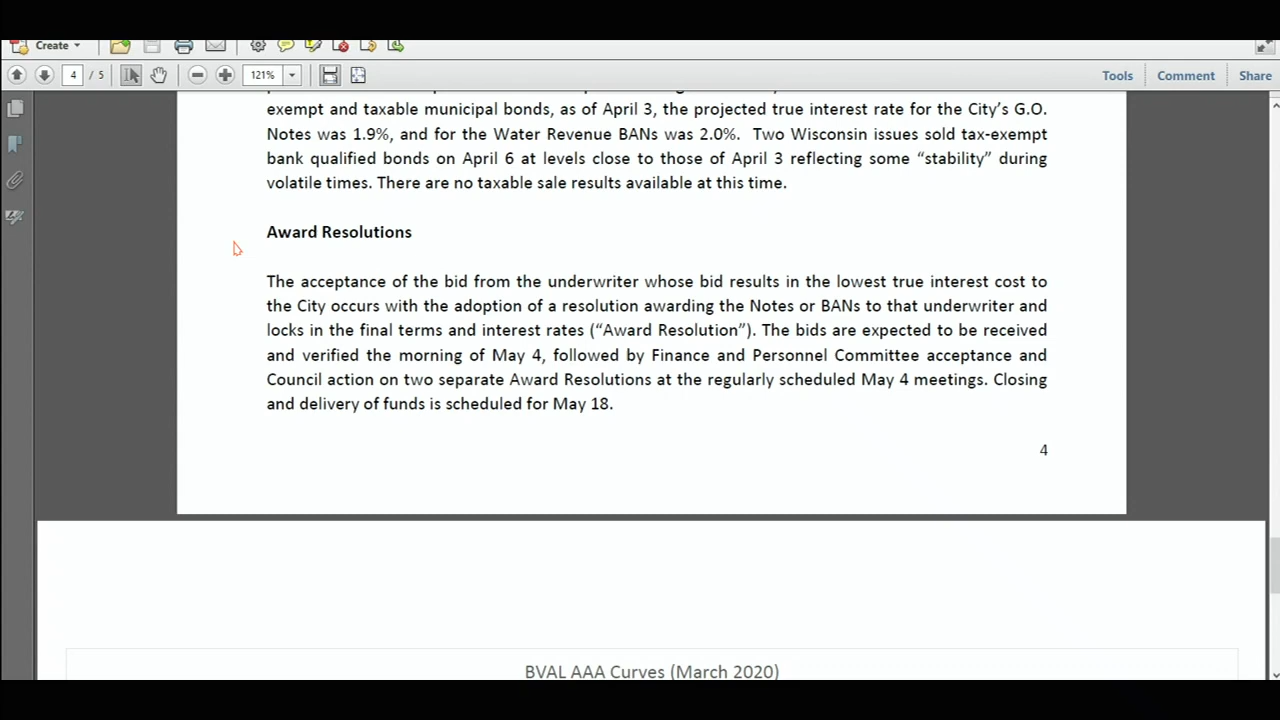 Create
4 / 5
121%
Tools
Comment
Share
exempt and taxable municipal bonds, as of April 3, the projected true interest rate for the City's G.O.
Notes was 1.9%, and for the Water Revenue BANs was 2.0%. Two Wisconsin issues sold tax-exempt
bank qualified bonds on April 6 at levels close to those of April 3 reflecting some “stability” during
volatile times. There are no taxable sale results available at this time.
Award Resolutions
The acceptance of the bid from the underwriter whose bid results in the lowest true interest cost to
the City occurs with the adoption of a resolution awarding the Notes or BANs to that underwriter and
locks in the final terms and interest rates (“Award Resolution”). The bids are expected to be received
and verified the morning of May 4, followed by Finance and Personnel Committee acceptance and
Council action on two separate Award Resolutions at the regularly scheduled May 4 meetings. Closing
and delivery of funds is scheduled for May 18.
4
BVAL AAA Curves (March 2020)